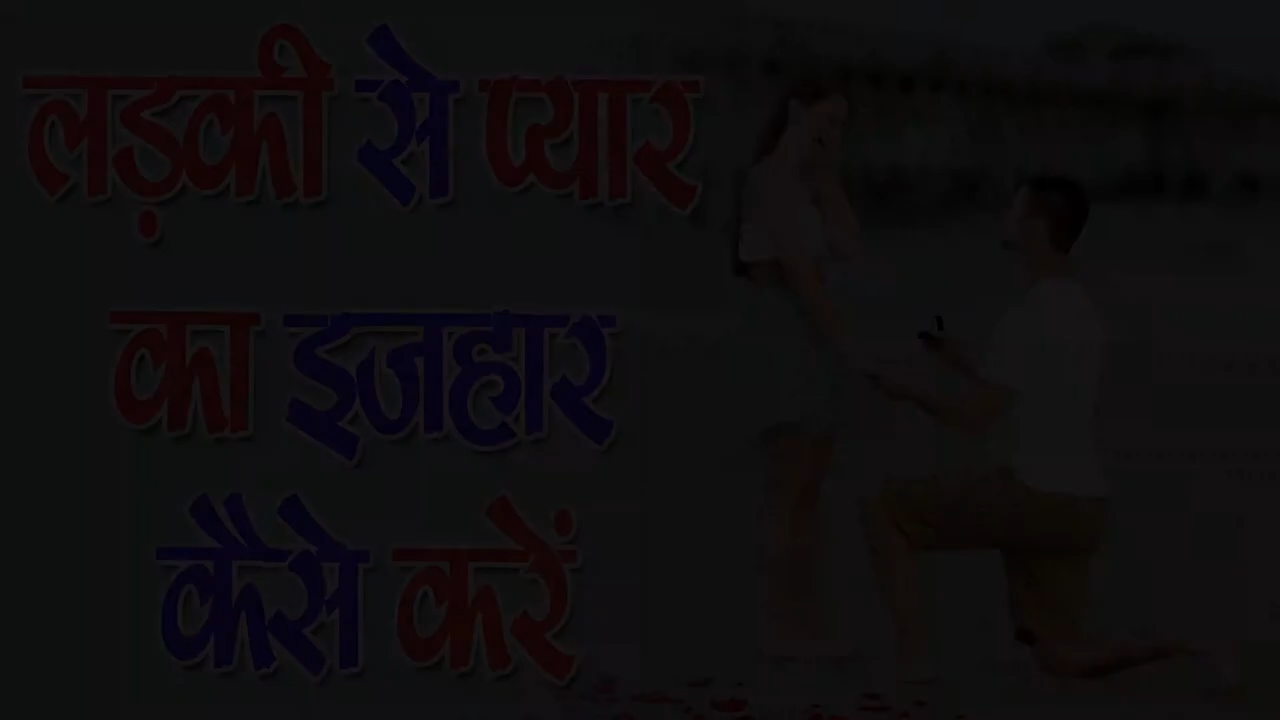 लड़की से प्यार
का इजहार
कैसे करें